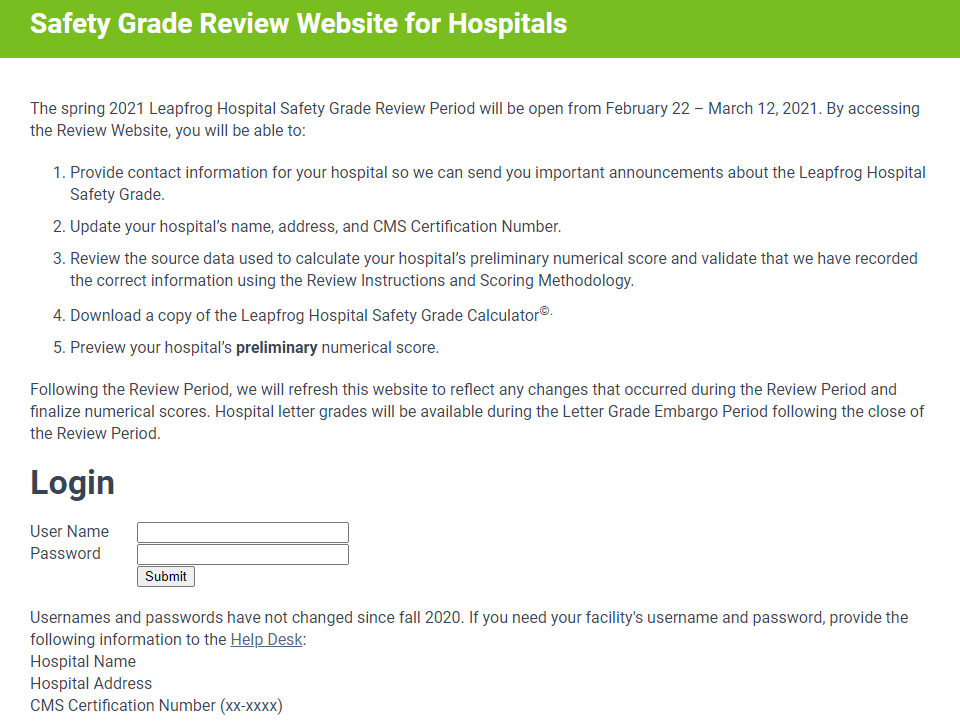 Safety Grade Review Website for Hospitals
The spring 2021 Leapfrog Hospital Safety Grade Review Period will be open from February 22 – March 12, 2021. By accessing
the Review Website, you will be able to:
1. Provide contact information for your hospital so we can send you important announcements about the Leapfrog Hospital
Safety Grade.
2. Update your hospital’s name, address, and CMS Certification Number.
3. Review the source data used to calculate your hospital’s preliminary numerical score and validate that we have recorded
the correct information using the Review Instructions and Scoring Methodology.
4. Download a copy of the Leapfrog Hospital Safety Grade Calculator©.
5. Preview your hospital’s preliminary numerical score.
Following the Review Period, we will refresh this website to reflect any changes that occurred during the Review Period and
finalize numerical scores. Hospital letter grades will be available during the Letter Grade Embargo Period following the close of
the Review Period.
Login
User Name
Password
Submit
Usernames and passwords have not changed since fall 2020. If you need your facility's username and password, provide the
following information to the Help Desk:
Hospital Name
Hospital Address
CMS Certification Number (xx-xxxx)